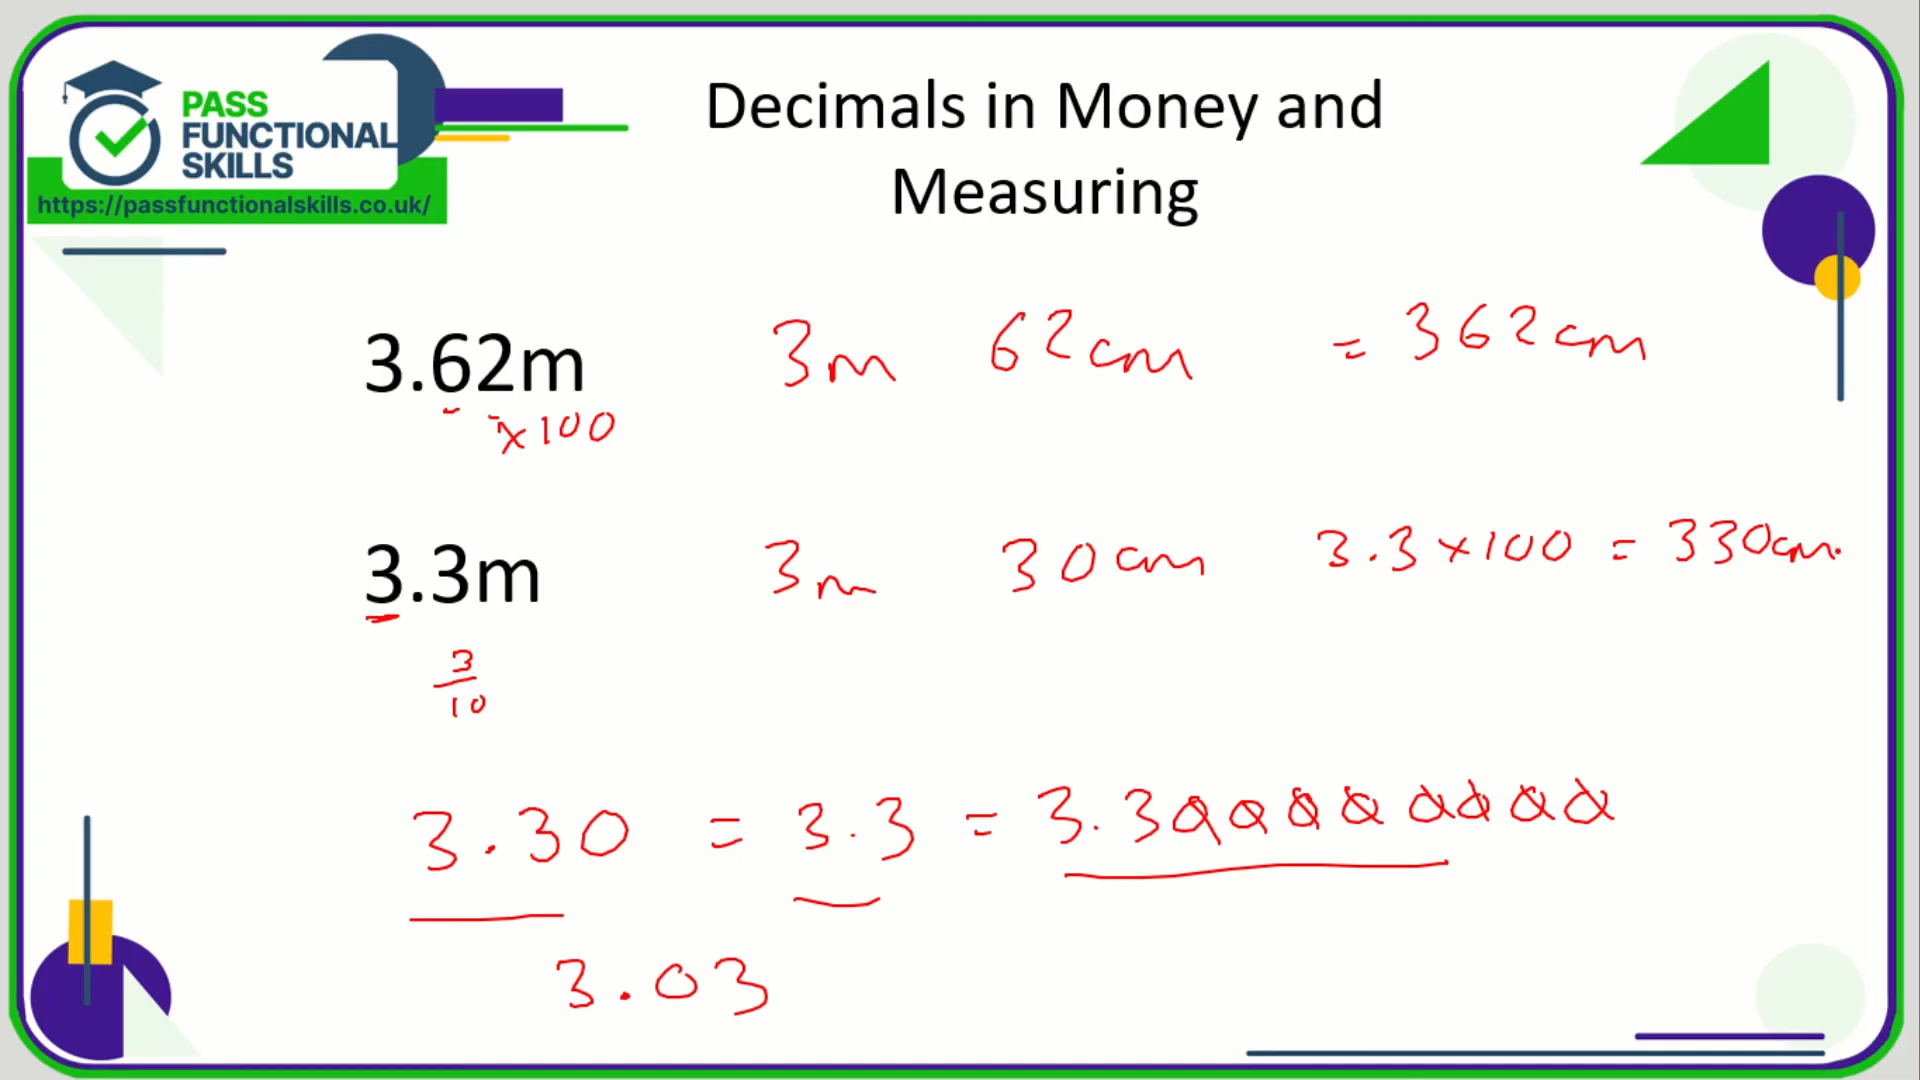 PASS
FUNCTIONAL
SKILLS
https://passfunctionalskills.co.uk/
Decimals in Money and
Measuring
3.62m 3m 62cm = 362cm
x100
3.3m 3m 30cm 3.3 x 100 = 330cm.
3
10
3.30 = 3.3 = 3.3000000000
3.03